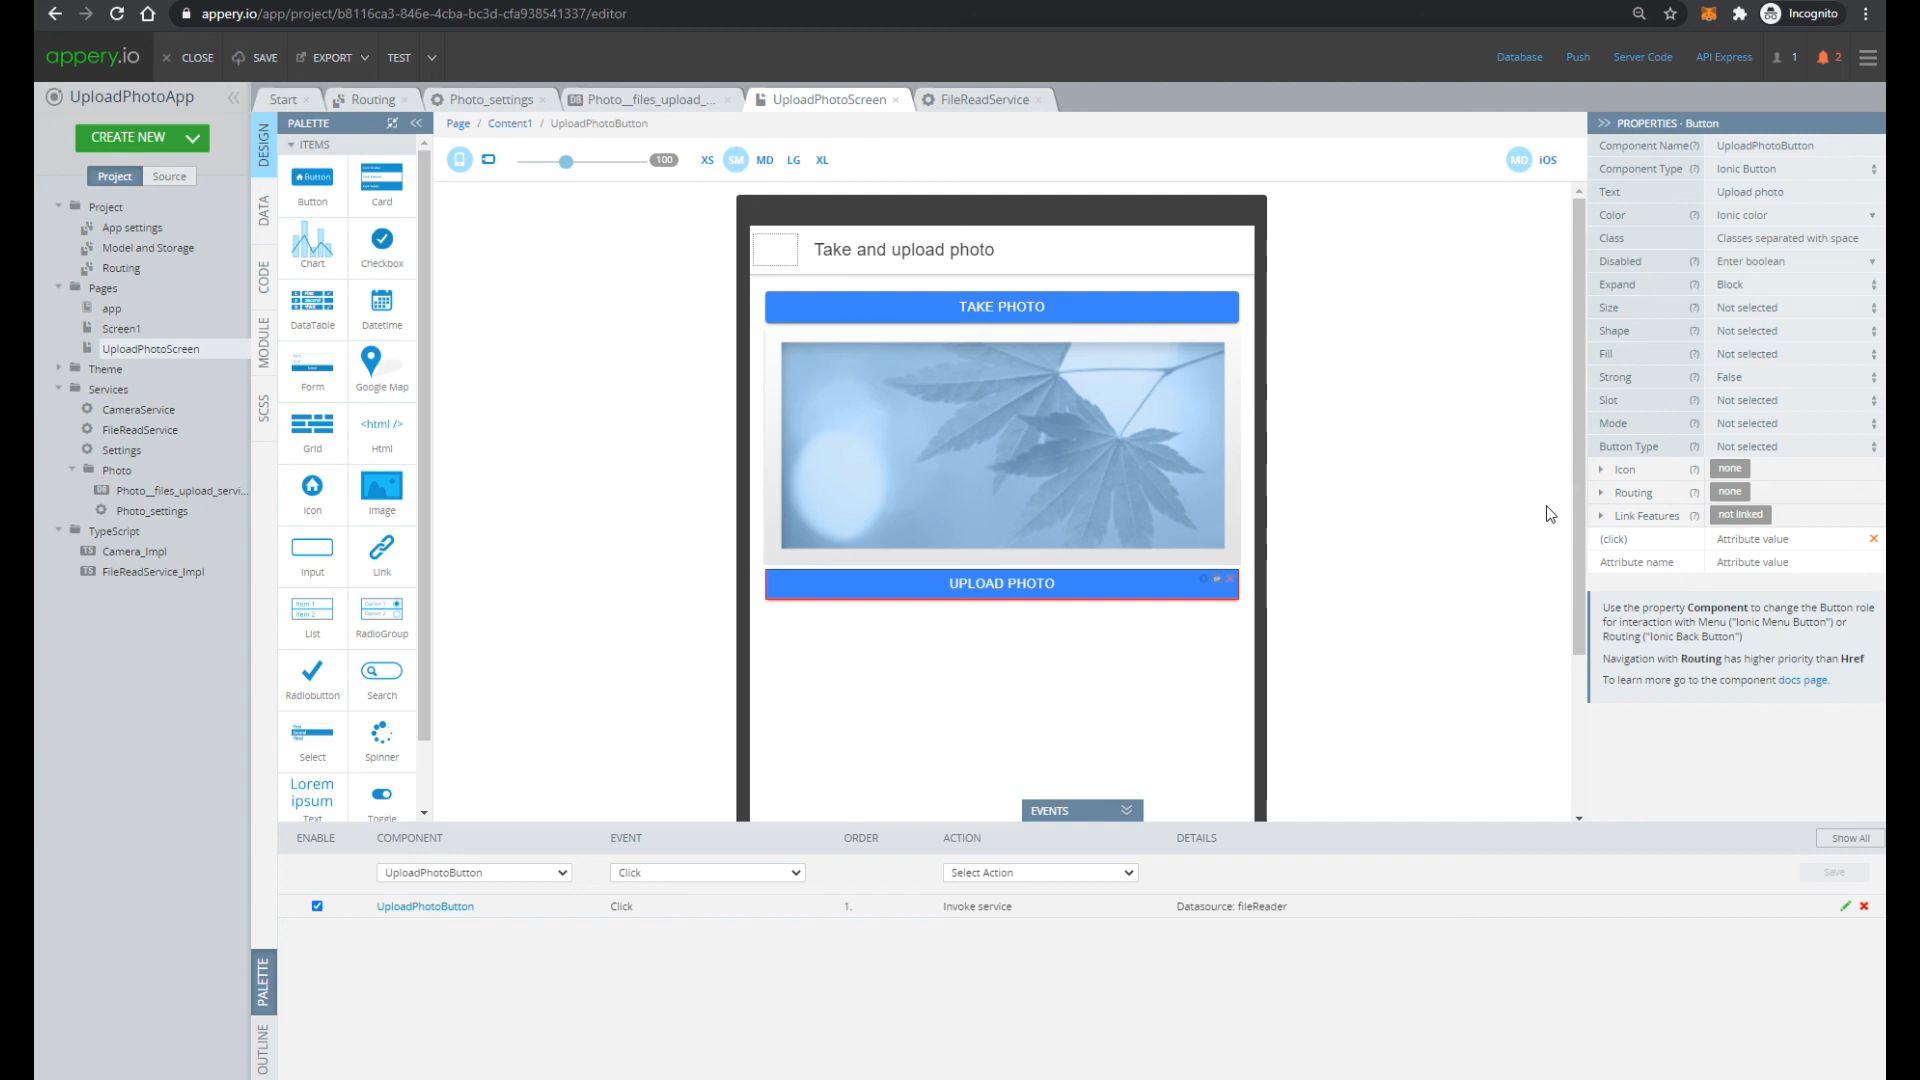 appery.io/app/project/b8116ca3-846e-4cba-bc3d-cfa938541337/editor
Incognito
appery.io
× CLOSE
SAVE
EXPORT
TEST
Database
Push
Server Code
API Express
1
2
UploadPhotoApp
CREATE NEW
Project
Source
Project
App settings
Model and Storage
Routing
Pages
app
Screen1
UploadPhotoScreen
Theme
Services
CameraService
FileReadService
Settings
Photo
DB Photo__files_upload_servi...
Photo_settings
TypeScript
TS Camera_Impl
TS FileReadService_Impl
Start ×
Routing ×
Photo_settings ×
DB Photo__files_upload_... ×
UploadPhotoScreen ×
FileReadService ×
DESIGN
DATA
CODE
MODULE
SCSS
PALETTE
OUTLINE
PALETTE
ITEMS
Button
Button
Card
Chart
Checkbox
DataTable
Datetime
Form
Google Map
Grid
<html />
Html
Icon
Image
Input
Link
Item 1
Item 2
List
RadioGroup
Radiobutton
Search
Select
Spinner
Lorem
ipsum
Text
Toggle
Page / Content1 / UploadPhotoButton
100
XS
SM
MD
LG
XL
MD
iOS
Take and upload photo
TAKE PHOTO
UPLOAD PHOTO
EVENTS
PROPERTIES - Button
Component Name(?) UploadPhotoButton
Component Type (?) Ionic Button
Text Upload photo
Color (?) Ionic color
Class Classes separated with space
Disabled (?) Enter boolean
Expand (?) Block
Size (?) Not selected
Shape (?) Not selected
Fill (?) Not selected
Strong (?) False
Slot (?) Not selected
Mode (?) Not selected
Button Type (?) Not selected
Icon (?) none
Routing (?) none
Link Features (?) not linked
(click) Attribute value ×
Attribute name Attribute value
Use the property Component to change the Button role
for interaction with Menu ("Ionic Menu Button") or
Routing ("Ionic Back Button")
Navigation with Routing has higher priority than Href
To learn more go to the component docs page.
ENABLE
COMPONENT
EVENT
ORDER
ACTION
DETAILS
Show All
UploadPhotoButton
Click
Select Action
Save
UploadPhotoButton
Click
1.
Invoke service
Datasource: fileReader